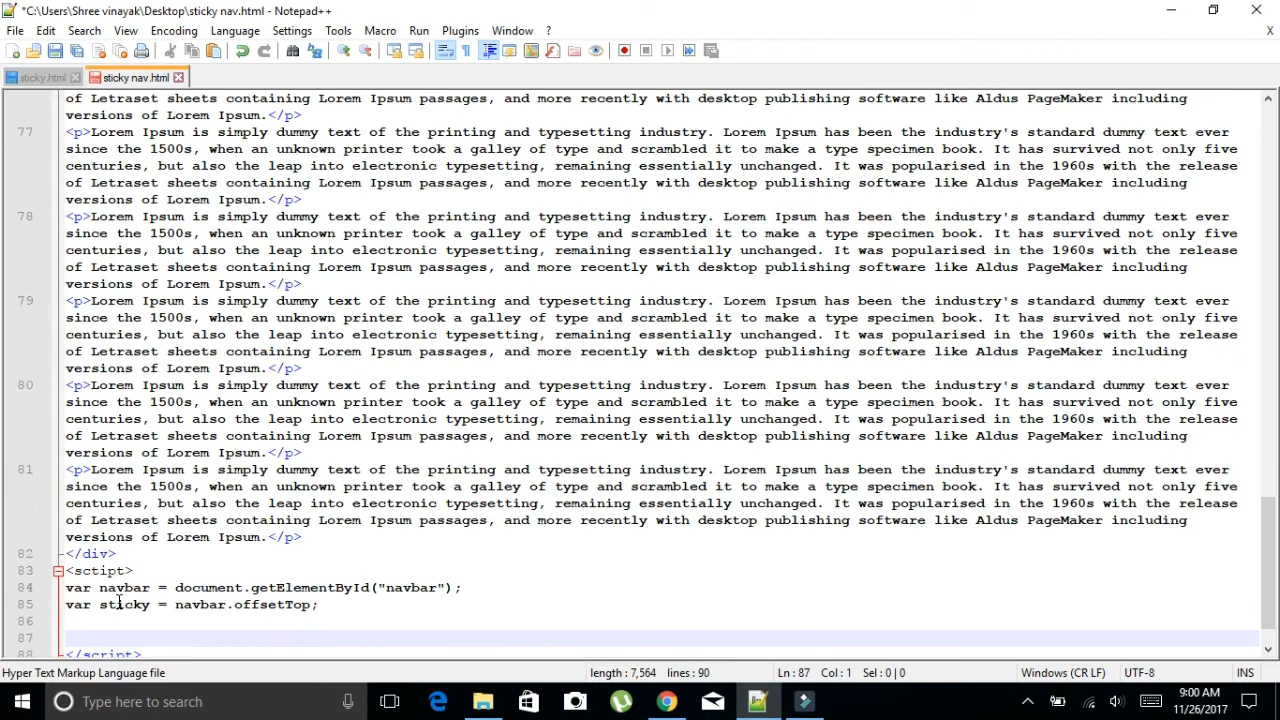 *C:\Users\Shree vinayak\Desktop\sticky nav.html - Notepad++
File Edit Search View Encoding Language Settings Tools Macro Run Plugins Window ? X
sticky.html sticky nav.html
of Letraset sheets containing Lorem Ipsum passages, and more recently with desktop publishing software like Aldus PageMaker including
versions of Lorem Ipsum.</p>
77 <p>Lorem Ipsum is simply dummy text of the printing and typesetting industry. Lorem Ipsum has been the industry's standard dummy text ever
since the 1500s, when an unknown printer took a galley of type and scrambled it to make a type specimen book. It has survived not only five
centuries, but also the leap into electronic typesetting, remaining essentially unchanged. It was popularised in the 1960s with the release
of Letraset sheets containing Lorem Ipsum passages, and more recently with desktop publishing software like Aldus PageMaker including
versions of Lorem Ipsum.</p>
78 <p>Lorem Ipsum is simply dummy text of the printing and typesetting industry. Lorem Ipsum has been the industry's standard dummy text ever
since the 1500s, when an unknown printer took a galley of type and scrambled it to make a type specimen book. It has survived not only five
centuries, but also the leap into electronic typesetting, remaining essentially unchanged. It was popularised in the 1960s with the release
of Letraset sheets containing Lorem Ipsum passages, and more recently with desktop publishing software like Aldus PageMaker including
versions of Lorem Ipsum.</p>
79 <p>Lorem Ipsum is simply dummy text of the printing and typesetting industry. Lorem Ipsum has been the industry's standard dummy text ever
since the 1500s, when an unknown printer took a galley of type and scrambled it to make a type specimen book. It has survived not only five
centuries, but also the leap into electronic typesetting, remaining essentially unchanged. It was popularised in the 1960s with the release
of Letraset sheets containing Lorem Ipsum passages, and more recently with desktop publishing software like Aldus PageMaker including
versions of Lorem Ipsum.</p>
80 <p>Lorem Ipsum is simply dummy text of the printing and typesetting industry. Lorem Ipsum has been the industry's standard dummy text ever
since the 1500s, when an unknown printer took a galley of type and scrambled it to make a type specimen book. It has survived not only five
centuries, but also the leap into electronic typesetting, remaining essentially unchanged. It was popularised in the 1960s with the release
of Letraset sheets containing Lorem Ipsum passages, and more recently with desktop publishing software like Aldus PageMaker including
versions of Lorem Ipsum.</p>
81 <p>Lorem Ipsum is simply dummy text of the printing and typesetting industry. Lorem Ipsum has been the industry's standard dummy text ever
since the 1500s, when an unknown printer took a galley of type and scrambled it to make a type specimen book. It has survived not only five
centuries, but also the leap into electronic typesetting, remaining essentially unchanged. It was popularised in the 1960s with the release
of Letraset sheets containing Lorem Ipsum passages, and more recently with desktop publishing software like Aldus PageMaker including
versions of Lorem Ipsum.</p>
82 </div>
83 <sctipt>
84 var navbar = document.getElementById("navbar");
85 var sticky = navbar.offsetTop;
86
87
88 </script>
Hyper Text Markup Language file length : 7,564 lines : 90 Ln : 87 Col : 1 Sel : 0 | 0 Windows (CR LF) UTF-8 INS
Type here to search 9:00 AM
11/26/2017